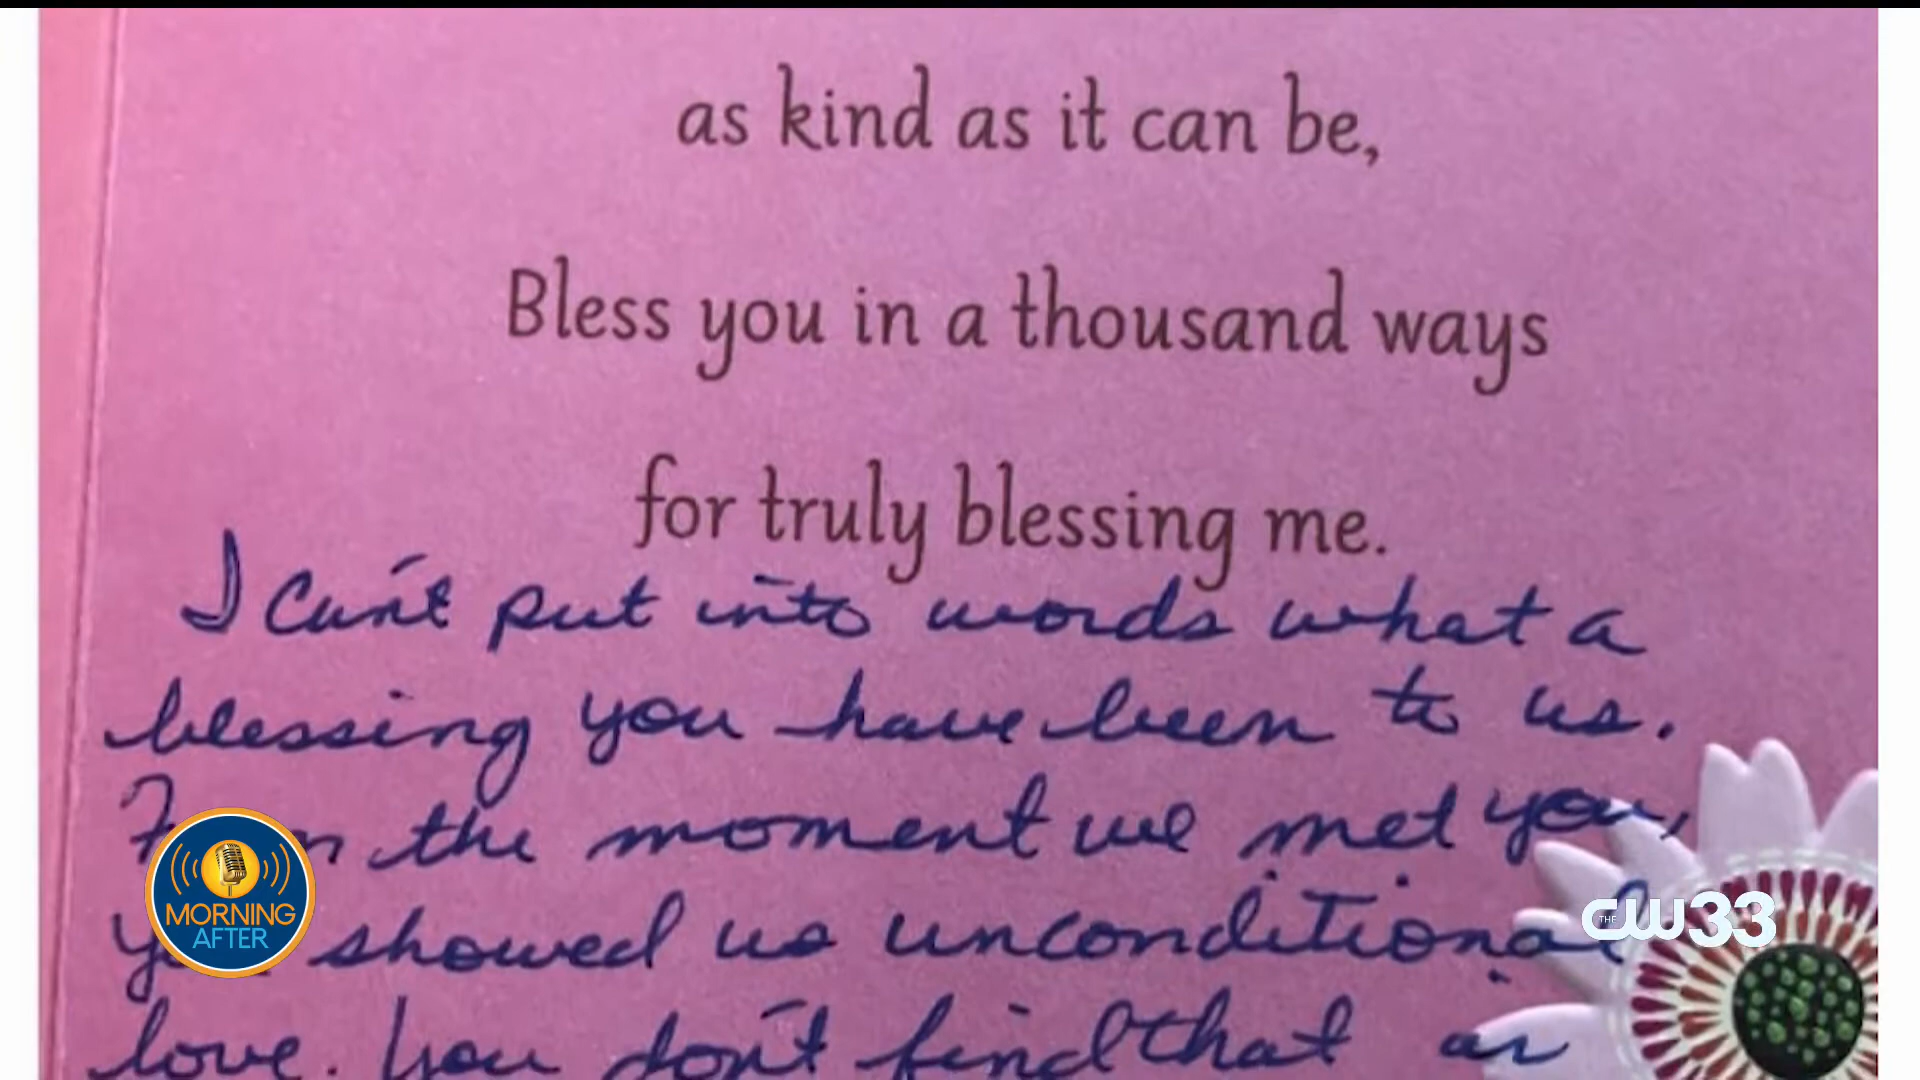 as kind as it can be,
Bless you in a thousand ways
for truly blessing me.
I can't put into words what a
blessing you have been to us.
From the moment we met you,
you showed us unconditional
love. You don't find that
MORNING
AFTER
THE CW33